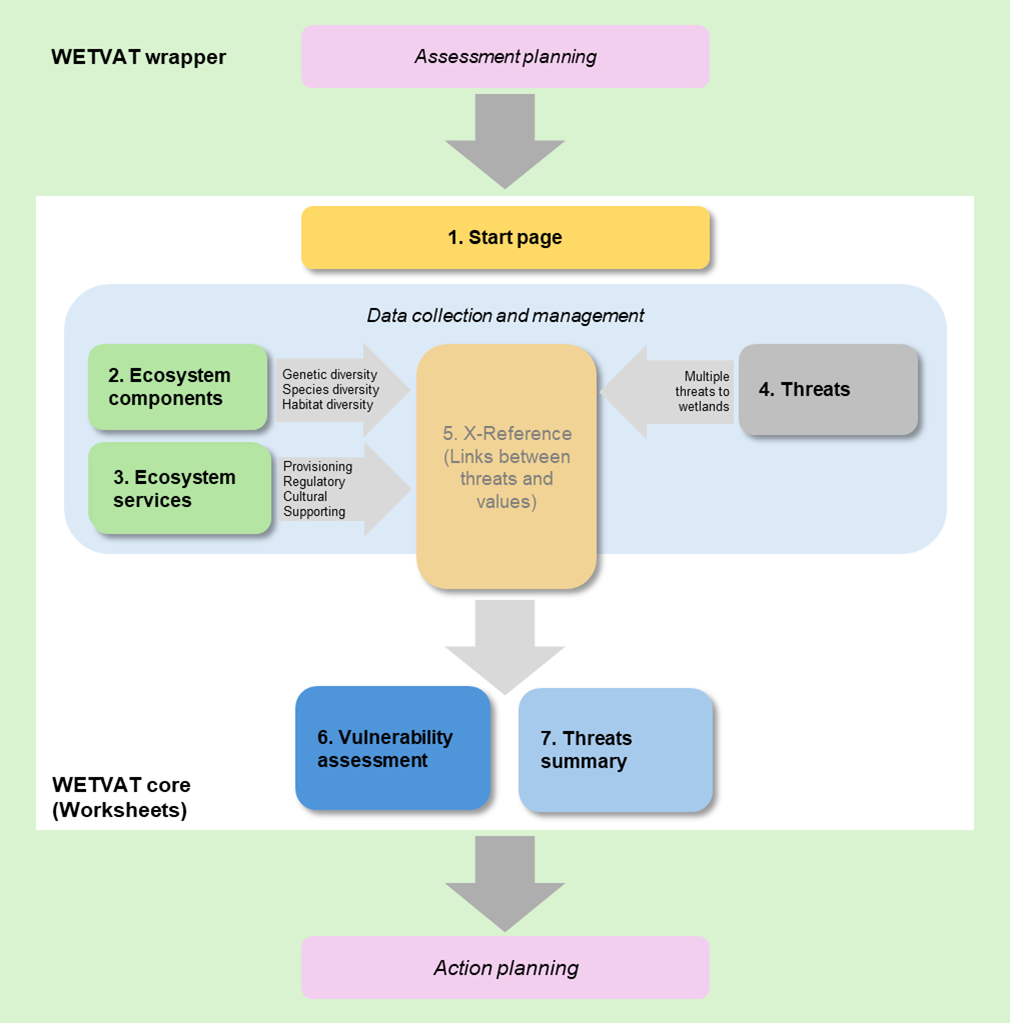 WETVAT wrapper
Assessment planning
1. Start page
Data collection and management
2. Ecosystem
components
Genetic diversity
Species diversity
Habitat diversity
3. Ecosystem
services
Provisioning
Regulatory
Cultural
Supporting
5. X-Reference
(Links between
threats and
values)
Multiple
threats to
wetlands
4. Threats
6. Vulnerability
assessment
7. Threats
summary
WETVAT core
(Worksheets)
Action planning